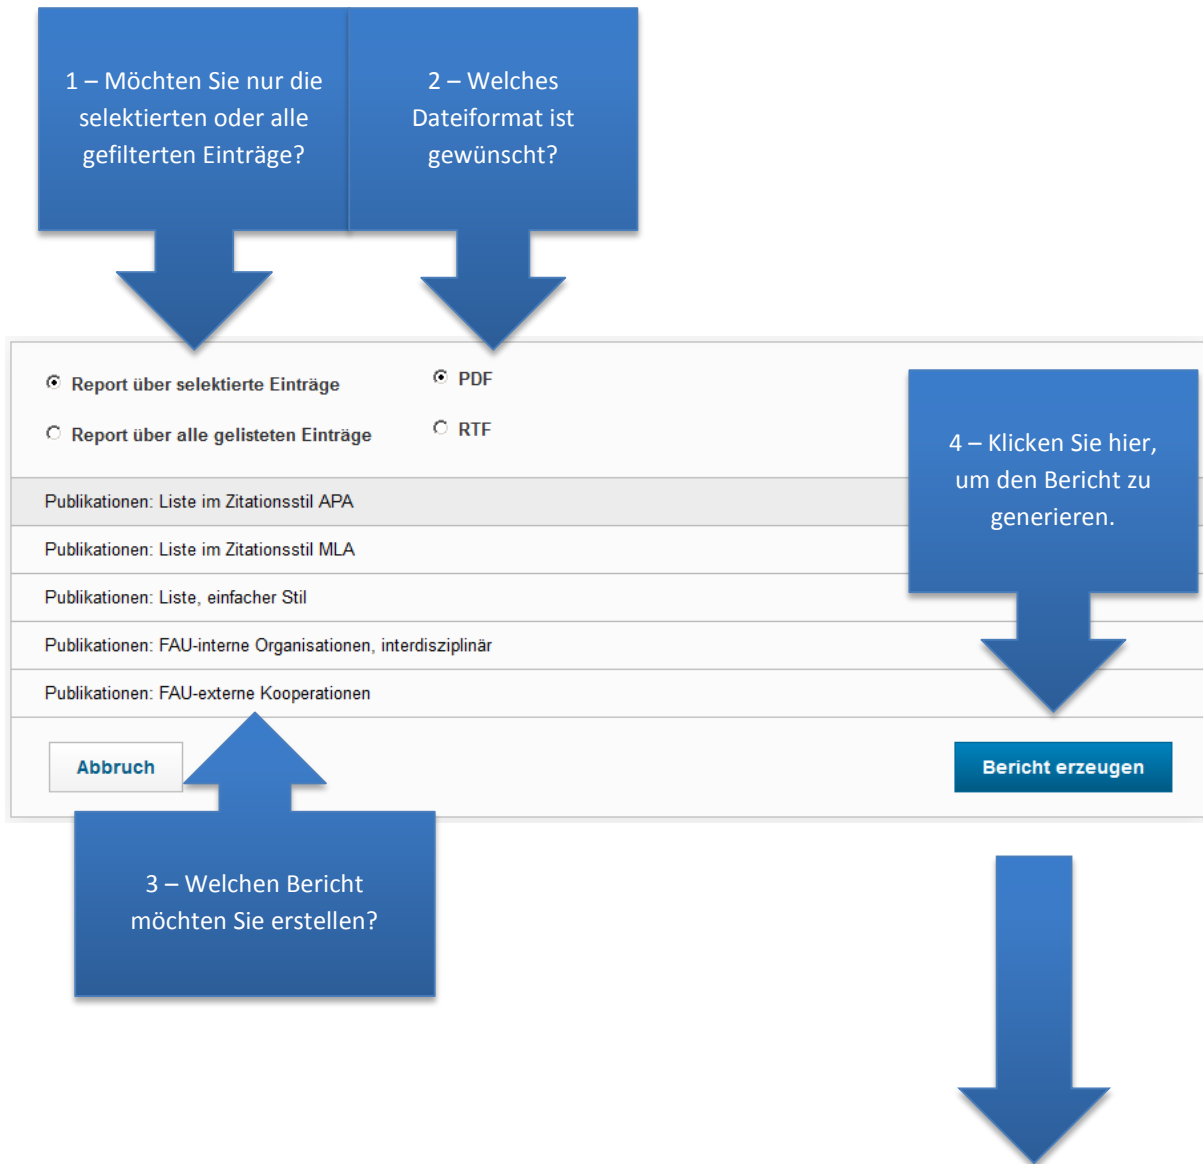 1 – Möchten Sie nur die
selektierten oder alle
gefilterten Einträge?
2 – Welches
Dateiformat ist
gewünscht?
Report über selektierte Einträge
PDF
Report über alle gelisteten Einträge
RTF
4 – Klicken Sie hier,
um den Bericht zu
generieren.
Publikationen: Liste im Zitationsstil APA
Publikationen: Liste im Zitationsstil MLA
Publikationen: Liste, einfacher Stil
Publikationen: FAU-interne Organisationen, interdisziplinär
Publikationen: FAU-externe Kooperationen
Abbruch
Bericht erzeugen
3 – Welchen Bericht
möchten Sie erstellen?